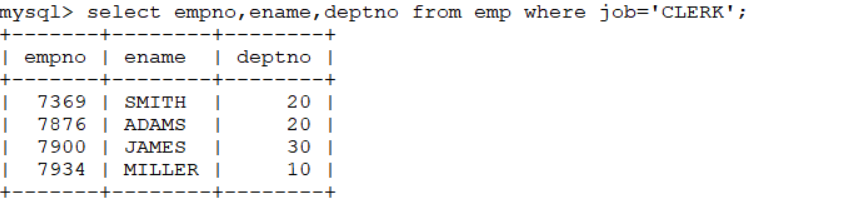 mysql> select empno,ename,deptno from emp where job='CLERK';
+-------+--------+--------+
| empno | ename  | deptno |
+-------+--------+--------+
|  7369 | SMITH  |     20 |
|  7876 | ADAMS  |     20 |
|  7900 | JAMES  |     30 |
|  7934 | MILLER |     10 |
+-------+--------+--------+